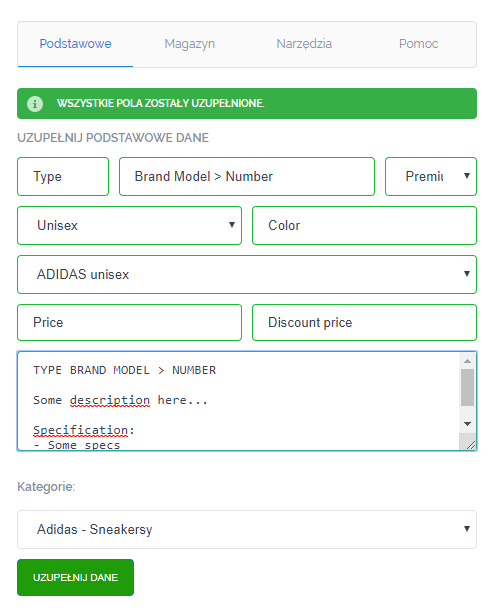 Podstawowe Magazyn Narzędzia Pomoc
WSZYSTKIE POLA ZOSTAŁY UZUPEŁNIONE.
UZUPEŁNIJ PODSTAWOWE DANE
Type Brand Model > Number Premiu
Unisex Color
ADIDAS unisex
Price Discount price
TYPE BRAND MODEL > NUMBER
Some description here...
Specification:
- Some specs
Kategorie:
Adidas - Sneakersy
UZUPEŁNIJ DANE